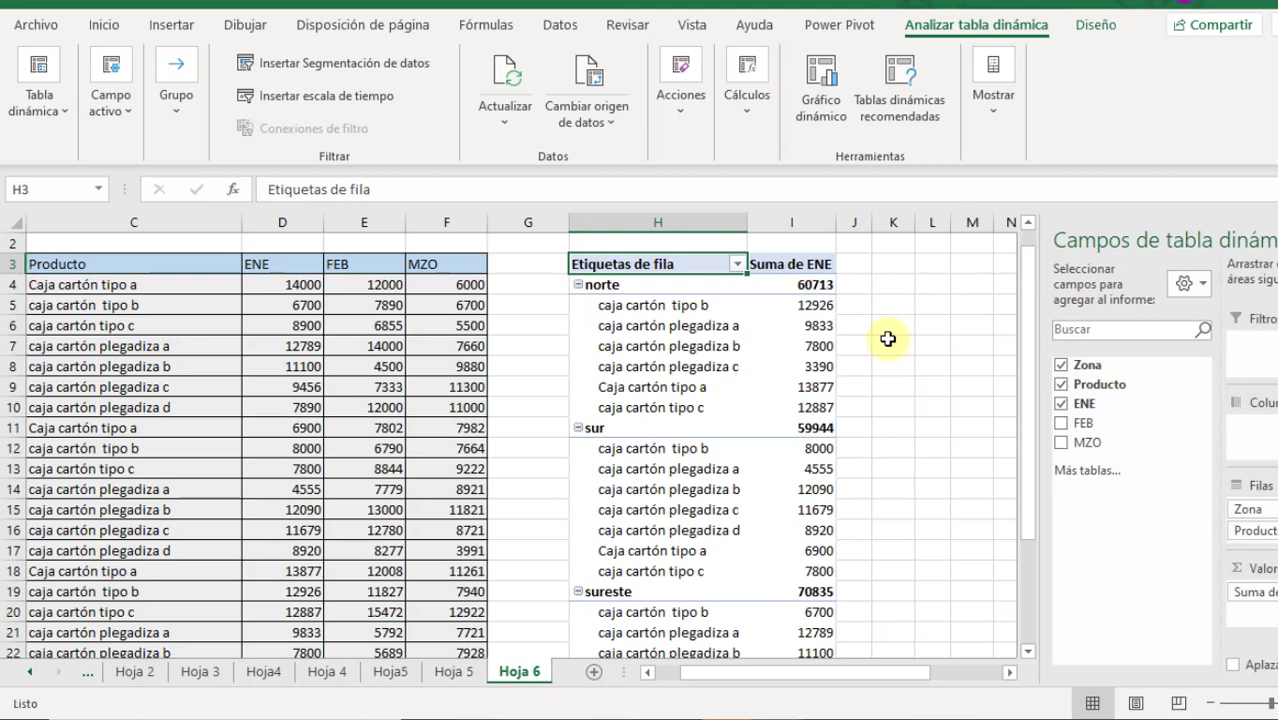 Archivo Inicio Insertar Dibujar Disposición de página Fórmulas Datos Revisar Vista Ayuda Power Pivot Analizar tabla dinámica Diseño Compartir
Tabla dinámica
Campo activo
Grupo
Insertar Segmentación de datos
Insertar escala de tiempo
Conexiones de filtro
Filtrar
Actualizar
Cambiar origen de datos
Datos
Acciones
Cálculos
Gráfico dinámico
Tablas dinámicas recomendadas
Herramientas
Mostrar
H3 fx Etiquetas de fila
C D E F G H I J K L M N
2
3 Producto ENE FEB MZO Etiquetas de fila Suma de ENE
4 Caja cartón tipo a 14000 12000 6000 norte 60713
5 caja cartón tipo b 6700 7890 6700 caja cartón tipo b 12926
6 caja cartón tipo c 8900 6855 5500 caja cartón plegadiza a 9833
7 caja cartón plegadiza a 12789 14000 7660 caja cartón plegadiza b 7800
8 caja cartón plegadiza b 11100 4500 9880 caja cartón plegadiza c 3390
9 caja cartón plegadiza c 9456 7333 11300 Caja cartón tipo a 13877
10 caja cartón plegadiza d 7890 12000 11000 caja cartón tipo c 12887
11 Caja cartón tipo a 6900 7802 7982 sur 59944
12 caja cartón tipo b 8000 6790 7664 caja cartón tipo b 8000
13 caja cartón tipo c 7800 8844 9222 caja cartón plegadiza a 4555
14 caja cartón plegadiza a 4555 7779 8921 caja cartón plegadiza b 12090
15 caja cartón plegadiza b 12090 13000 11821 caja cartón plegadiza c 11679
16 caja cartón plegadiza c 11679 12780 8721 caja cartón plegadiza d 8920
17 caja cartón plegadiza d 8920 8277 3991 Caja cartón tipo a 6900
18 Caja cartón tipo a 13877 12008 11261 caja cartón tipo c 7800
19 caja cartón tipo b 12926 11827 7940 sureste 70835
20 caja cartón tipo c 12887 15472 12922 caja cartón tipo b 6700
21 caja cartón plegadiza a 9833 5792 7721 caja cartón plegadiza a 12789
22 caja cartón plegadiza b 7800 5689 7928 caja cartón plegadiza b 11100
Campos de tabla dinám
Seleccionar campos para agregar al informe:
Buscar
Zona
Producto
ENE
FEB
MZO
Más tablas...
Arrastrar
áreas sigu
Filtro
Colu
Filas
Zona
Product
Σ Valo
Suma de
Aplaza
... Hoja 2 Hoja 3 Hoja4 Hoja 4 Hoja5 Hoja 5 Hoja 6
Listo